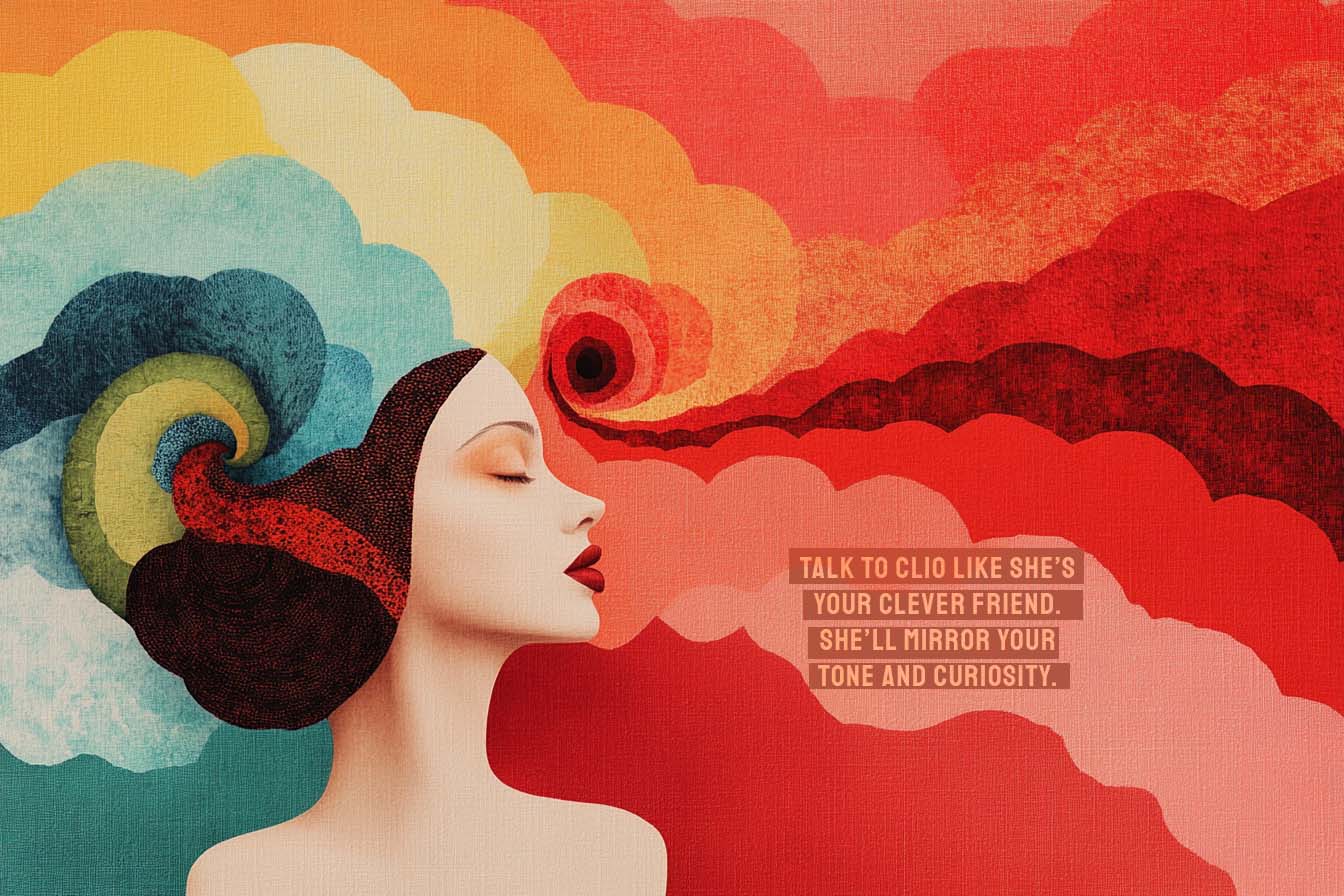 TALK TO CLIO LIKE SHE'S
YOUR CLEVER FRIEND.
SHE'LL MIRROR YOUR
TONE AND CURIOSITY.